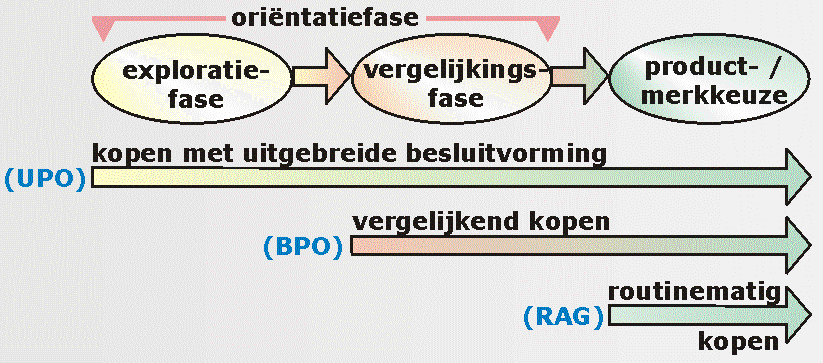 oriëntatiefase
exploratie-
fase
vergelijkings-
fase
product- /
merkkeuze
kopen met uitgebreide besluitvorming
(UPO)
vergelijkend kopen
(BPO)
routinematig
(RAG)
kopen